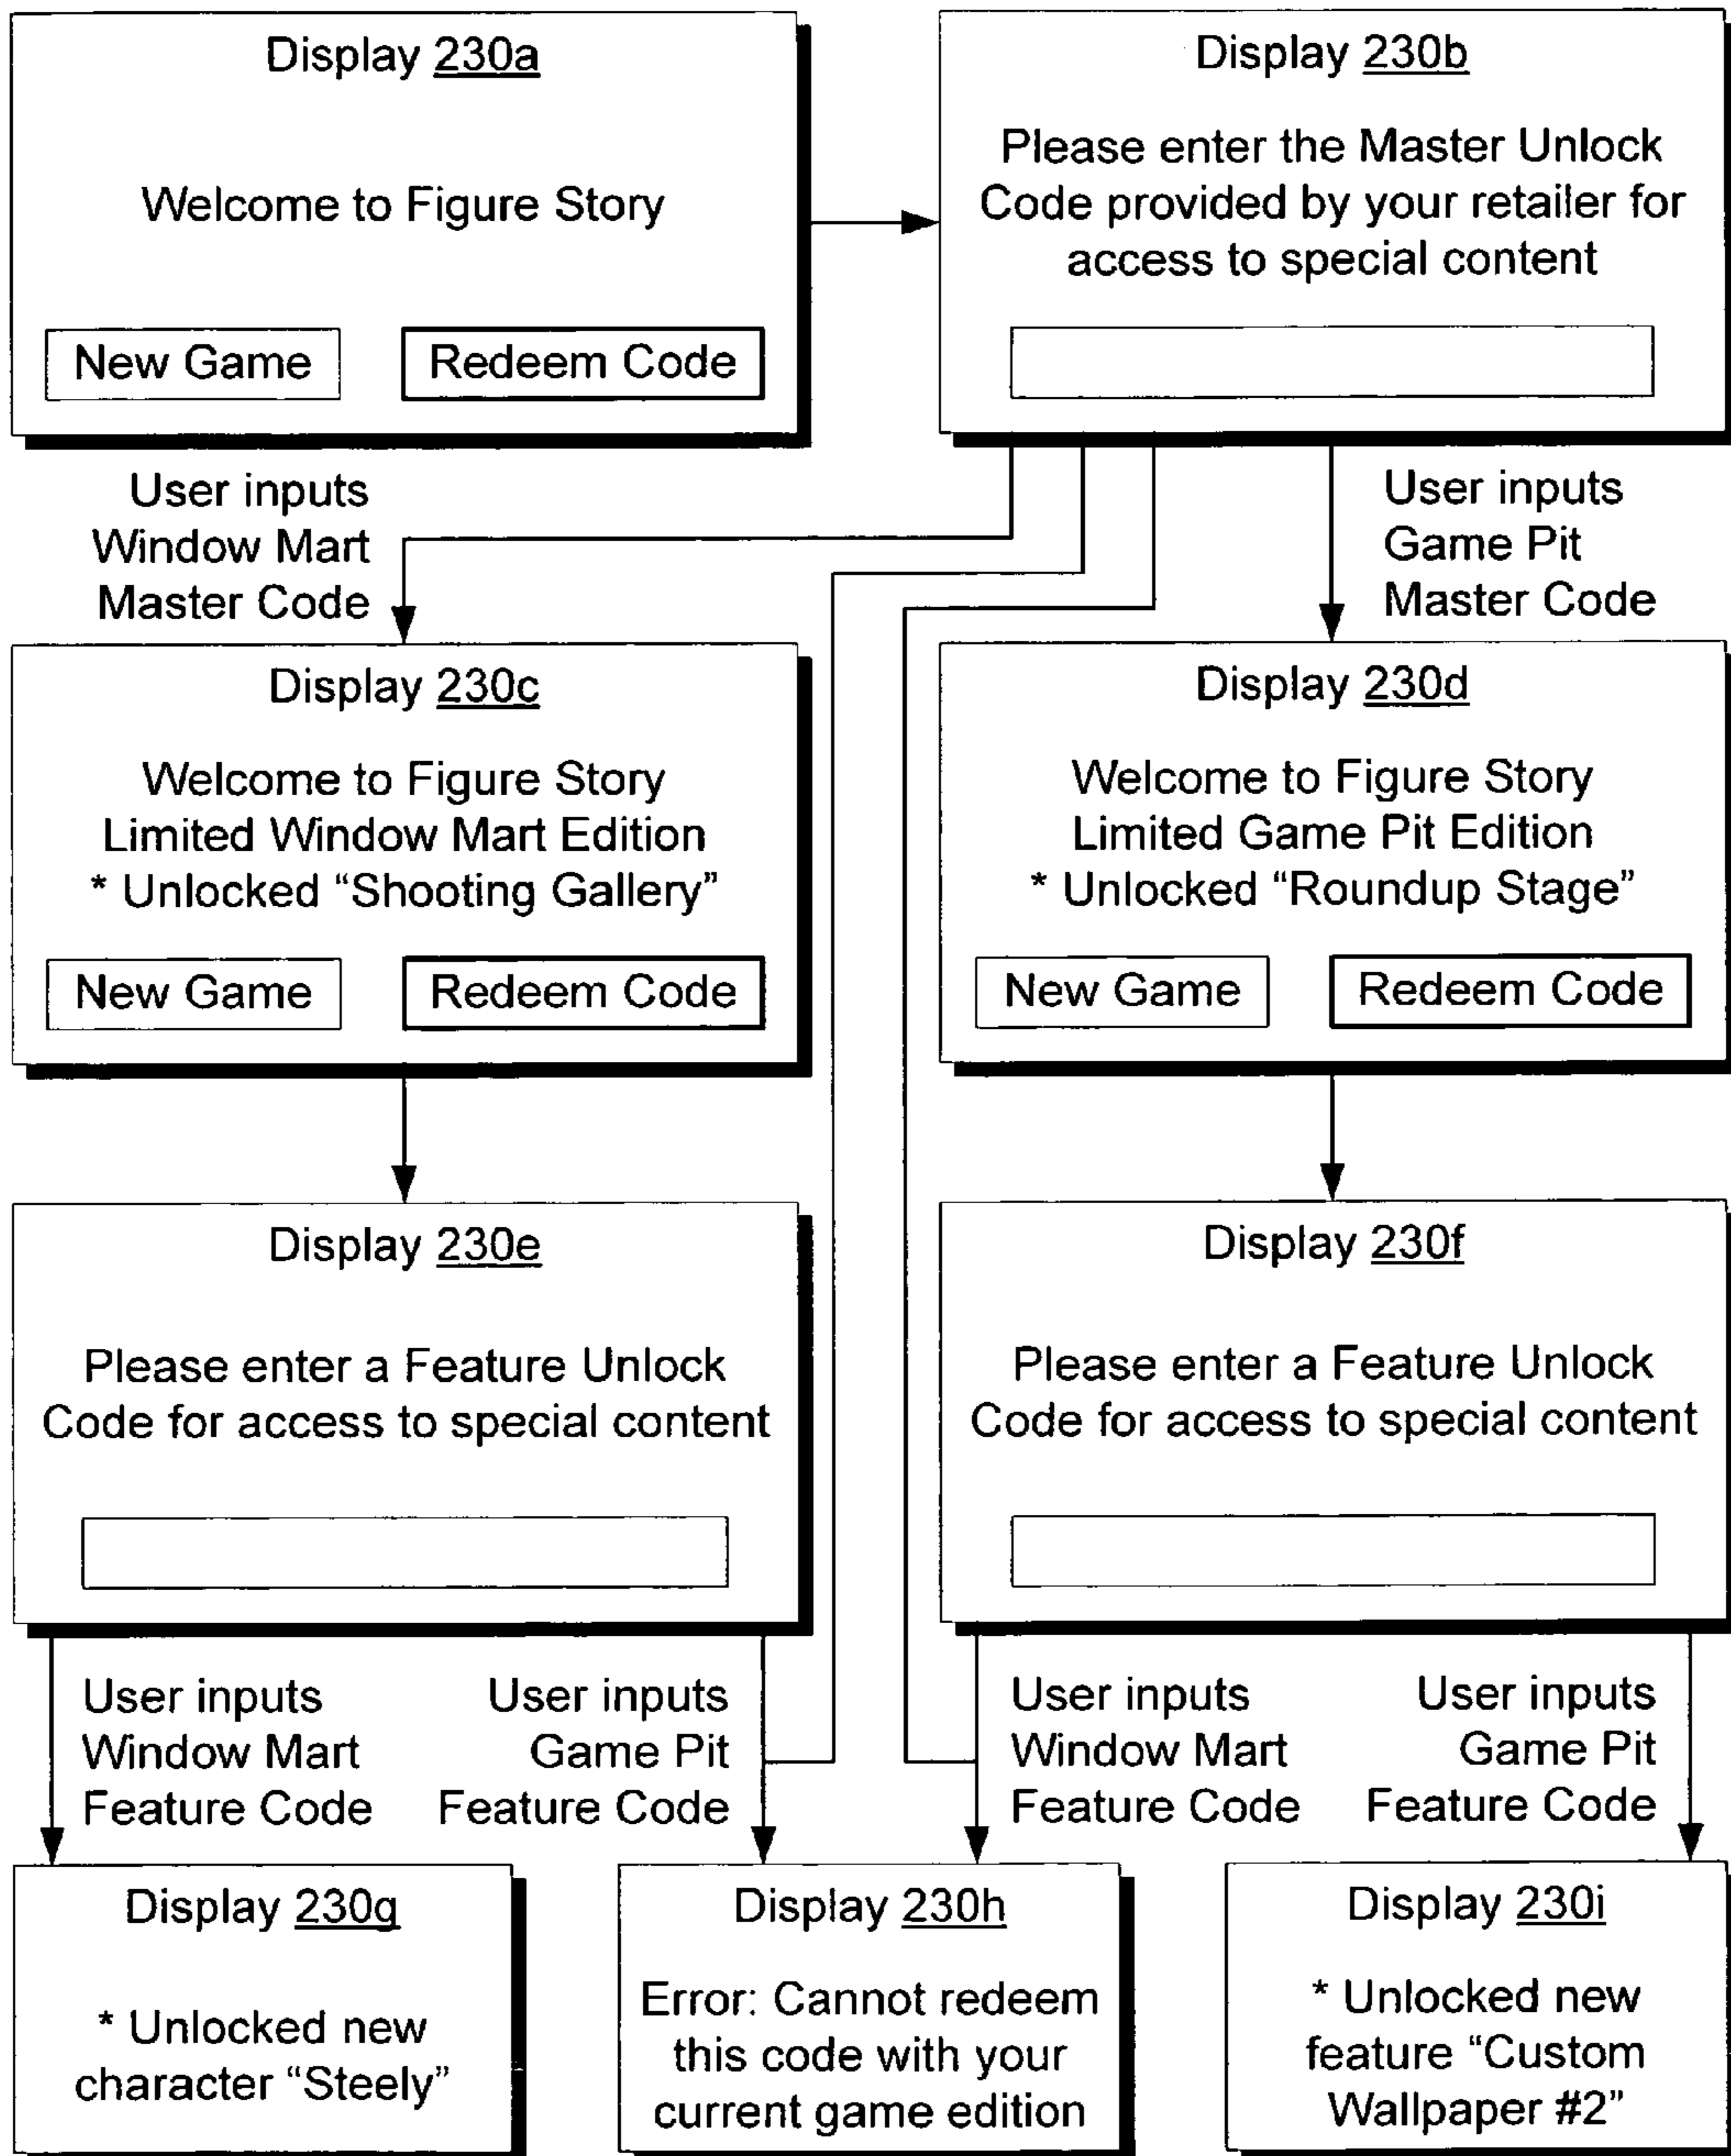 Display 230a
Welcome to Figure Story
New Game
Redeem Code
Display 230b
Please enter the Master Unlock
Code provided by your retailer for
access to special content
User inputs
Window Mart
Master Code
User inputs
Game Pit
Master Code
Display 230c
Welcome to Figure Story
Limited Window Mart Edition
* Unlocked “Shooting Gallery”
New Game
Redeem Code
Display 230d
Welcome to Figure Story
Limited Game Pit Edition
* Unlocked “Roundup Stage”
New Game
Redeem Code
Display 230e
Please enter a Feature Unlock
Code for access to special content
Display 230f
Please enter a Feature Unlock
Code for access to special content
User inputs
Window Mart
Feature Code
User inputs
Game Pit
Feature Code
User inputs
Window Mart
Feature Code
User inputs
Game Pit
Feature Code
Display 230g
* Unlocked new
character “Steely”
Display 230h
Error: Cannot redeem
this code with your
current game edition
Display 230i
* Unlocked new
feature “Custom
Wallpaper #2”